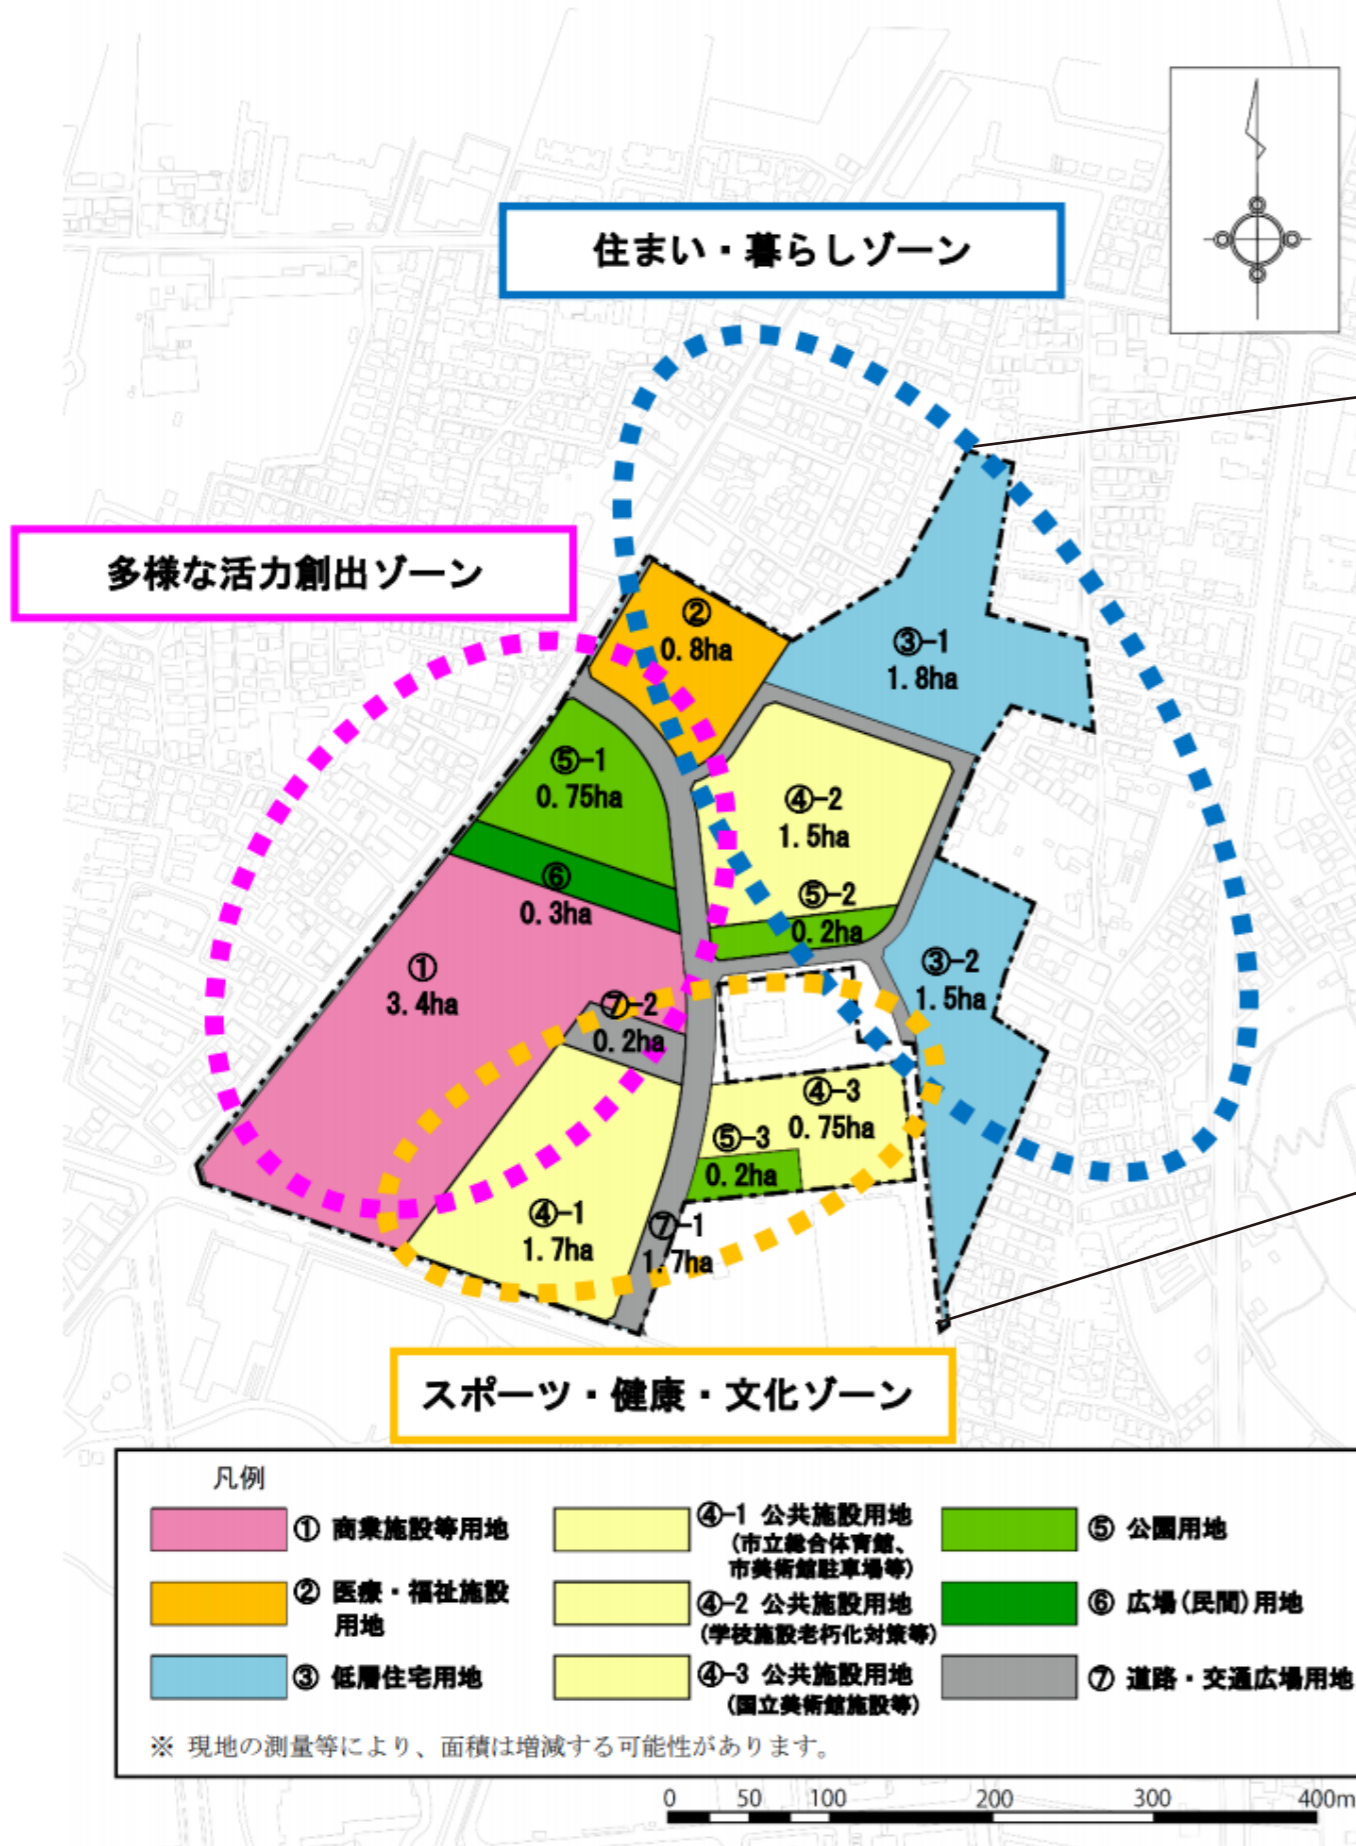 住まい・暮らしゾーン
多様な活力創出ゾーン
②
0.8ha
③-1
1.8ha
⑤-1
0.75ha
④-2
1.5ha
⑥
0.3ha
⑤-2
0.2ha
①
3.4ha
③-2
1.5ha
⑦-2
0.2ha
④-3
0.75ha
⑤-3
0.2ha
④-1
1.7ha
⑦-1
1.7ha
スポーツ・健康・文化ゾーン
凡例
① 商業施設等用地
② 医療・福祉施設
用地
③ 低層住宅用地
④-1 公共施設用地
(市立総合体育館、
市美術館駐車場等)
④-2 公共施設用地
(学校施設老朽化対策等)
④-3 公共施設用地
(国立美術館施設等)
⑤ 公園用地
⑥ 広場(民間)用地
⑦ 道路・交通広場用地
※ 現地の測量等により、面積は増減する可能性があります。
0 50 100 200 300 400m